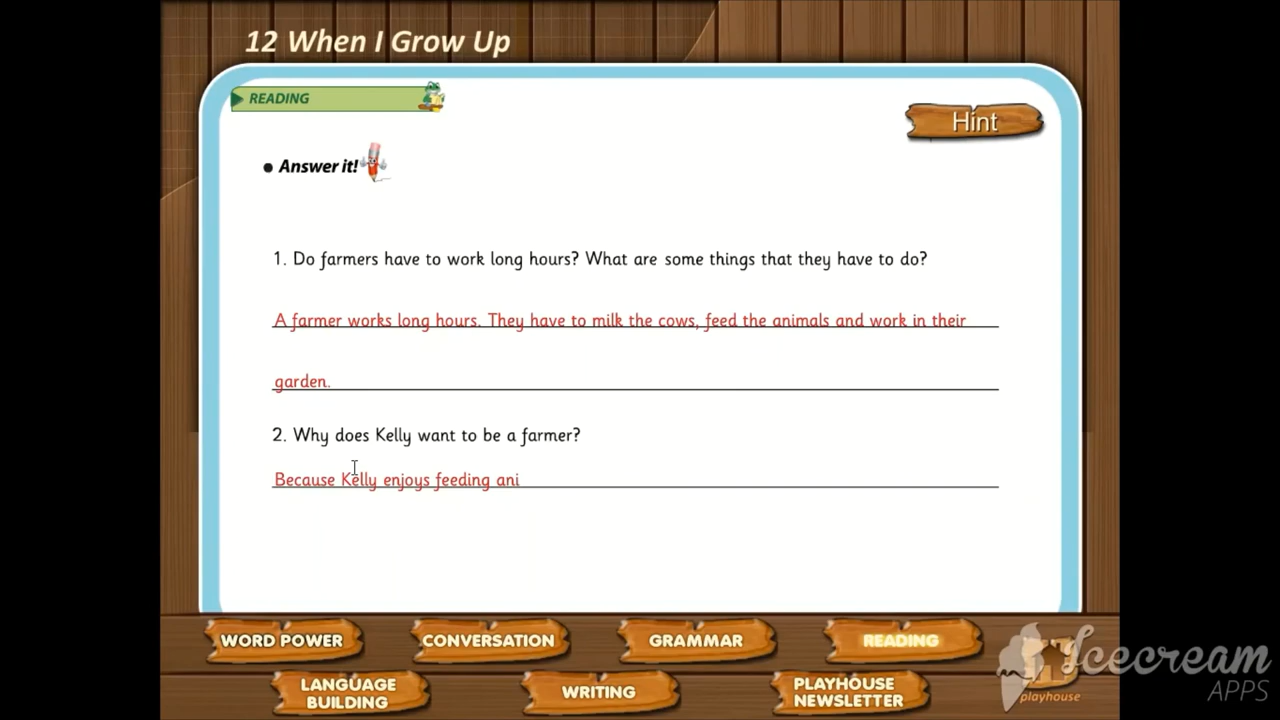 12 When I Grow Up
READING
Hint
Answer it!
1. Do farmers have to work long hours? What are some things that they have to do?
A farmer works long hours. They have to milk the cows, feed the animals and work in their
garden.
2. Why does Kelly want to be a farmer?
Because Kelly enjoys feeding ani
WORD POWER
CONVERSATION
GRAMMAR
READING
LANGUAGE
BUILDING
WRITING
PLAYHOUSE
NEWSLETTER
playhouse
Icecream
APPS